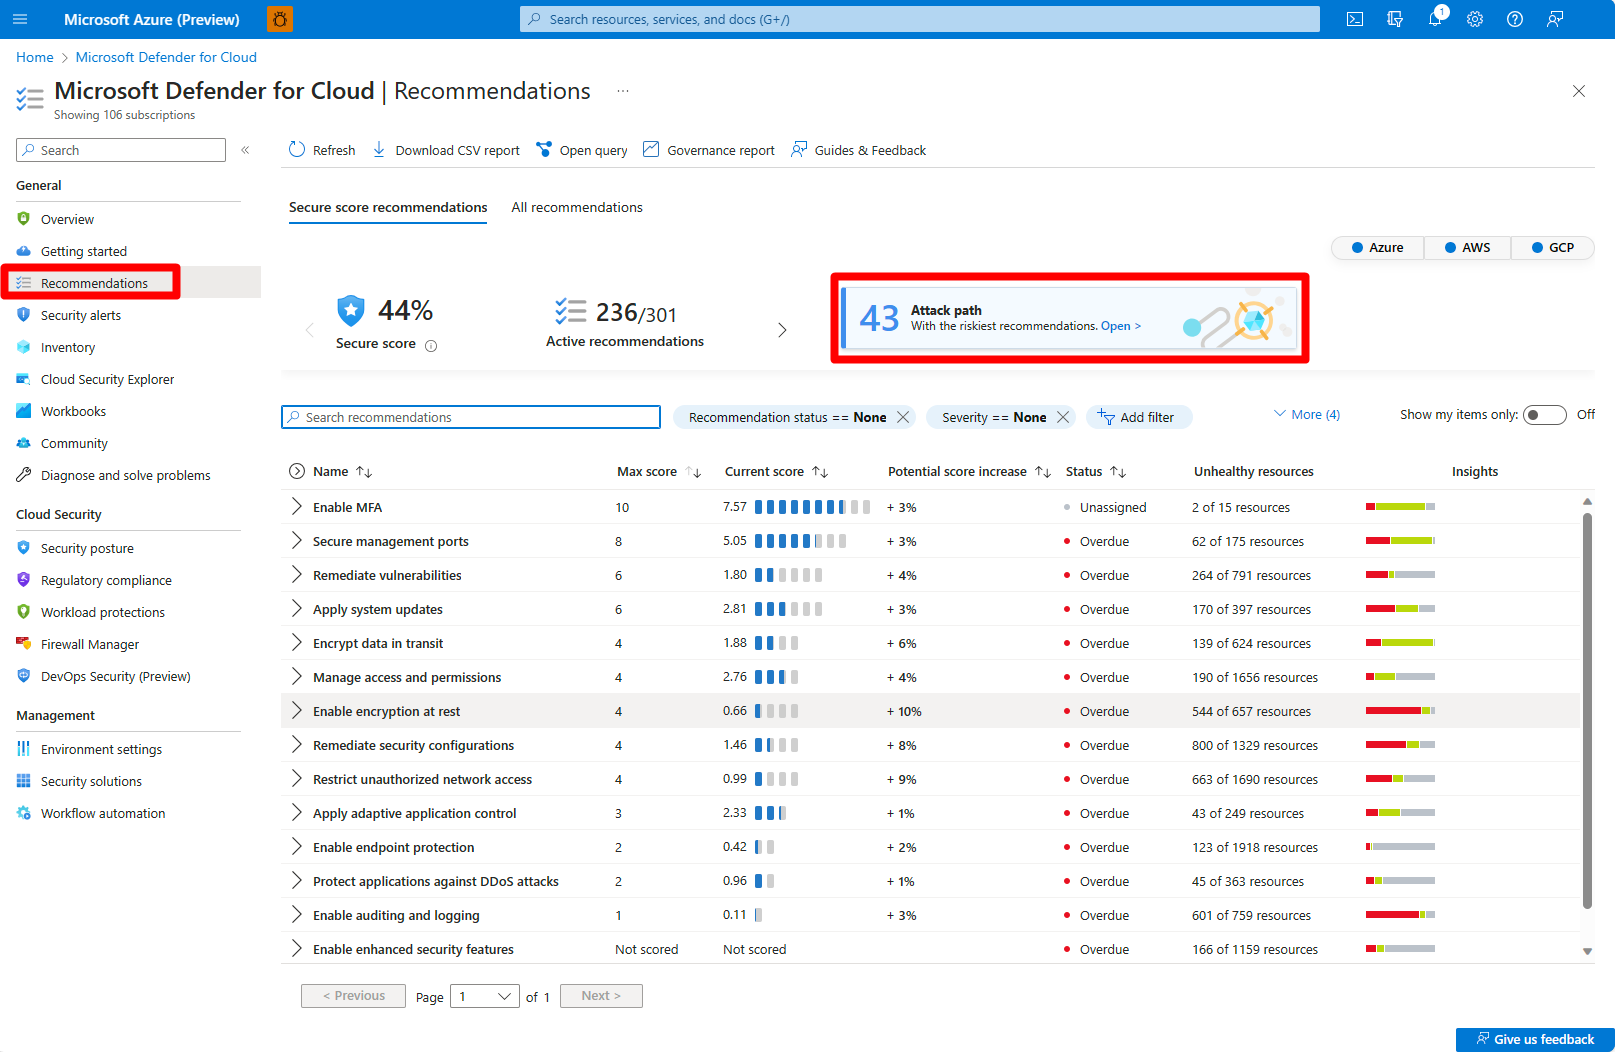 Microsoft Azure (Preview)
Search resources, services, and docs (G+/)
1
Home > Microsoft Defender for Cloud
Microsoft Defender for Cloud | Recommendations ...
Showing 106 subscriptions
Search «
General
Overview
Getting started
Recommendations
Security alerts
Inventory
Cloud Security Explorer
Workbooks
Community
Diagnose and solve problems
Cloud Security
Security posture
Regulatory compliance
Workload protections
Firewall Manager
DevOps Security (Preview)
Management
Environment settings
Security solutions
Workflow automation
Refresh Download CSV report Open query Governance report Guides & Feedback
Secure score recommendations All recommendations
Azure AWS GCP
44%
Secure score
236/301
Active recommendations
43 Attack path
With the riskiest recommendations. Open >
Search recommendations Recommendation status == None Severity == None Add filter More (4) Show my items only: Off
Name Max score Current score Potential score increase Status Unhealthy resources Insights
Enable MFA 10 7.57 + 3% Unassigned 2 of 15 resources
Secure management ports 8 5.05 + 3% Overdue 62 of 175 resources
Remediate vulnerabilities 6 1.80 + 4% Overdue 264 of 791 resources
Apply system updates 6 2.81 + 3% Overdue 170 of 397 resources
Encrypt data in transit 4 1.88 + 6% Overdue 139 of 624 resources
Manage access and permissions 4 2.76 + 4% Overdue 190 of 1656 resources
Enable encryption at rest 4 0.66 + 10% Overdue 544 of 657 resources
Remediate security configurations 4 1.46 + 8% Overdue 800 of 1329 resources
Restrict unauthorized network access 4 0.99 + 9% Overdue 663 of 1690 resources
Apply adaptive application control 3 2.33 + 1% Overdue 43 of 249 resources
Enable endpoint protection 2 0.42 + 2% Overdue 123 of 1918 resources
Protect applications against DDoS attacks 2 0.96 + 1% Overdue 45 of 363 resources
Enable auditing and logging 1 0.11 + 3% Overdue 601 of 759 resources
Enable enhanced security features Not scored Not scored Overdue 166 of 1159 resources
< Previous Page 1 of 1 Next >
Give us feedback